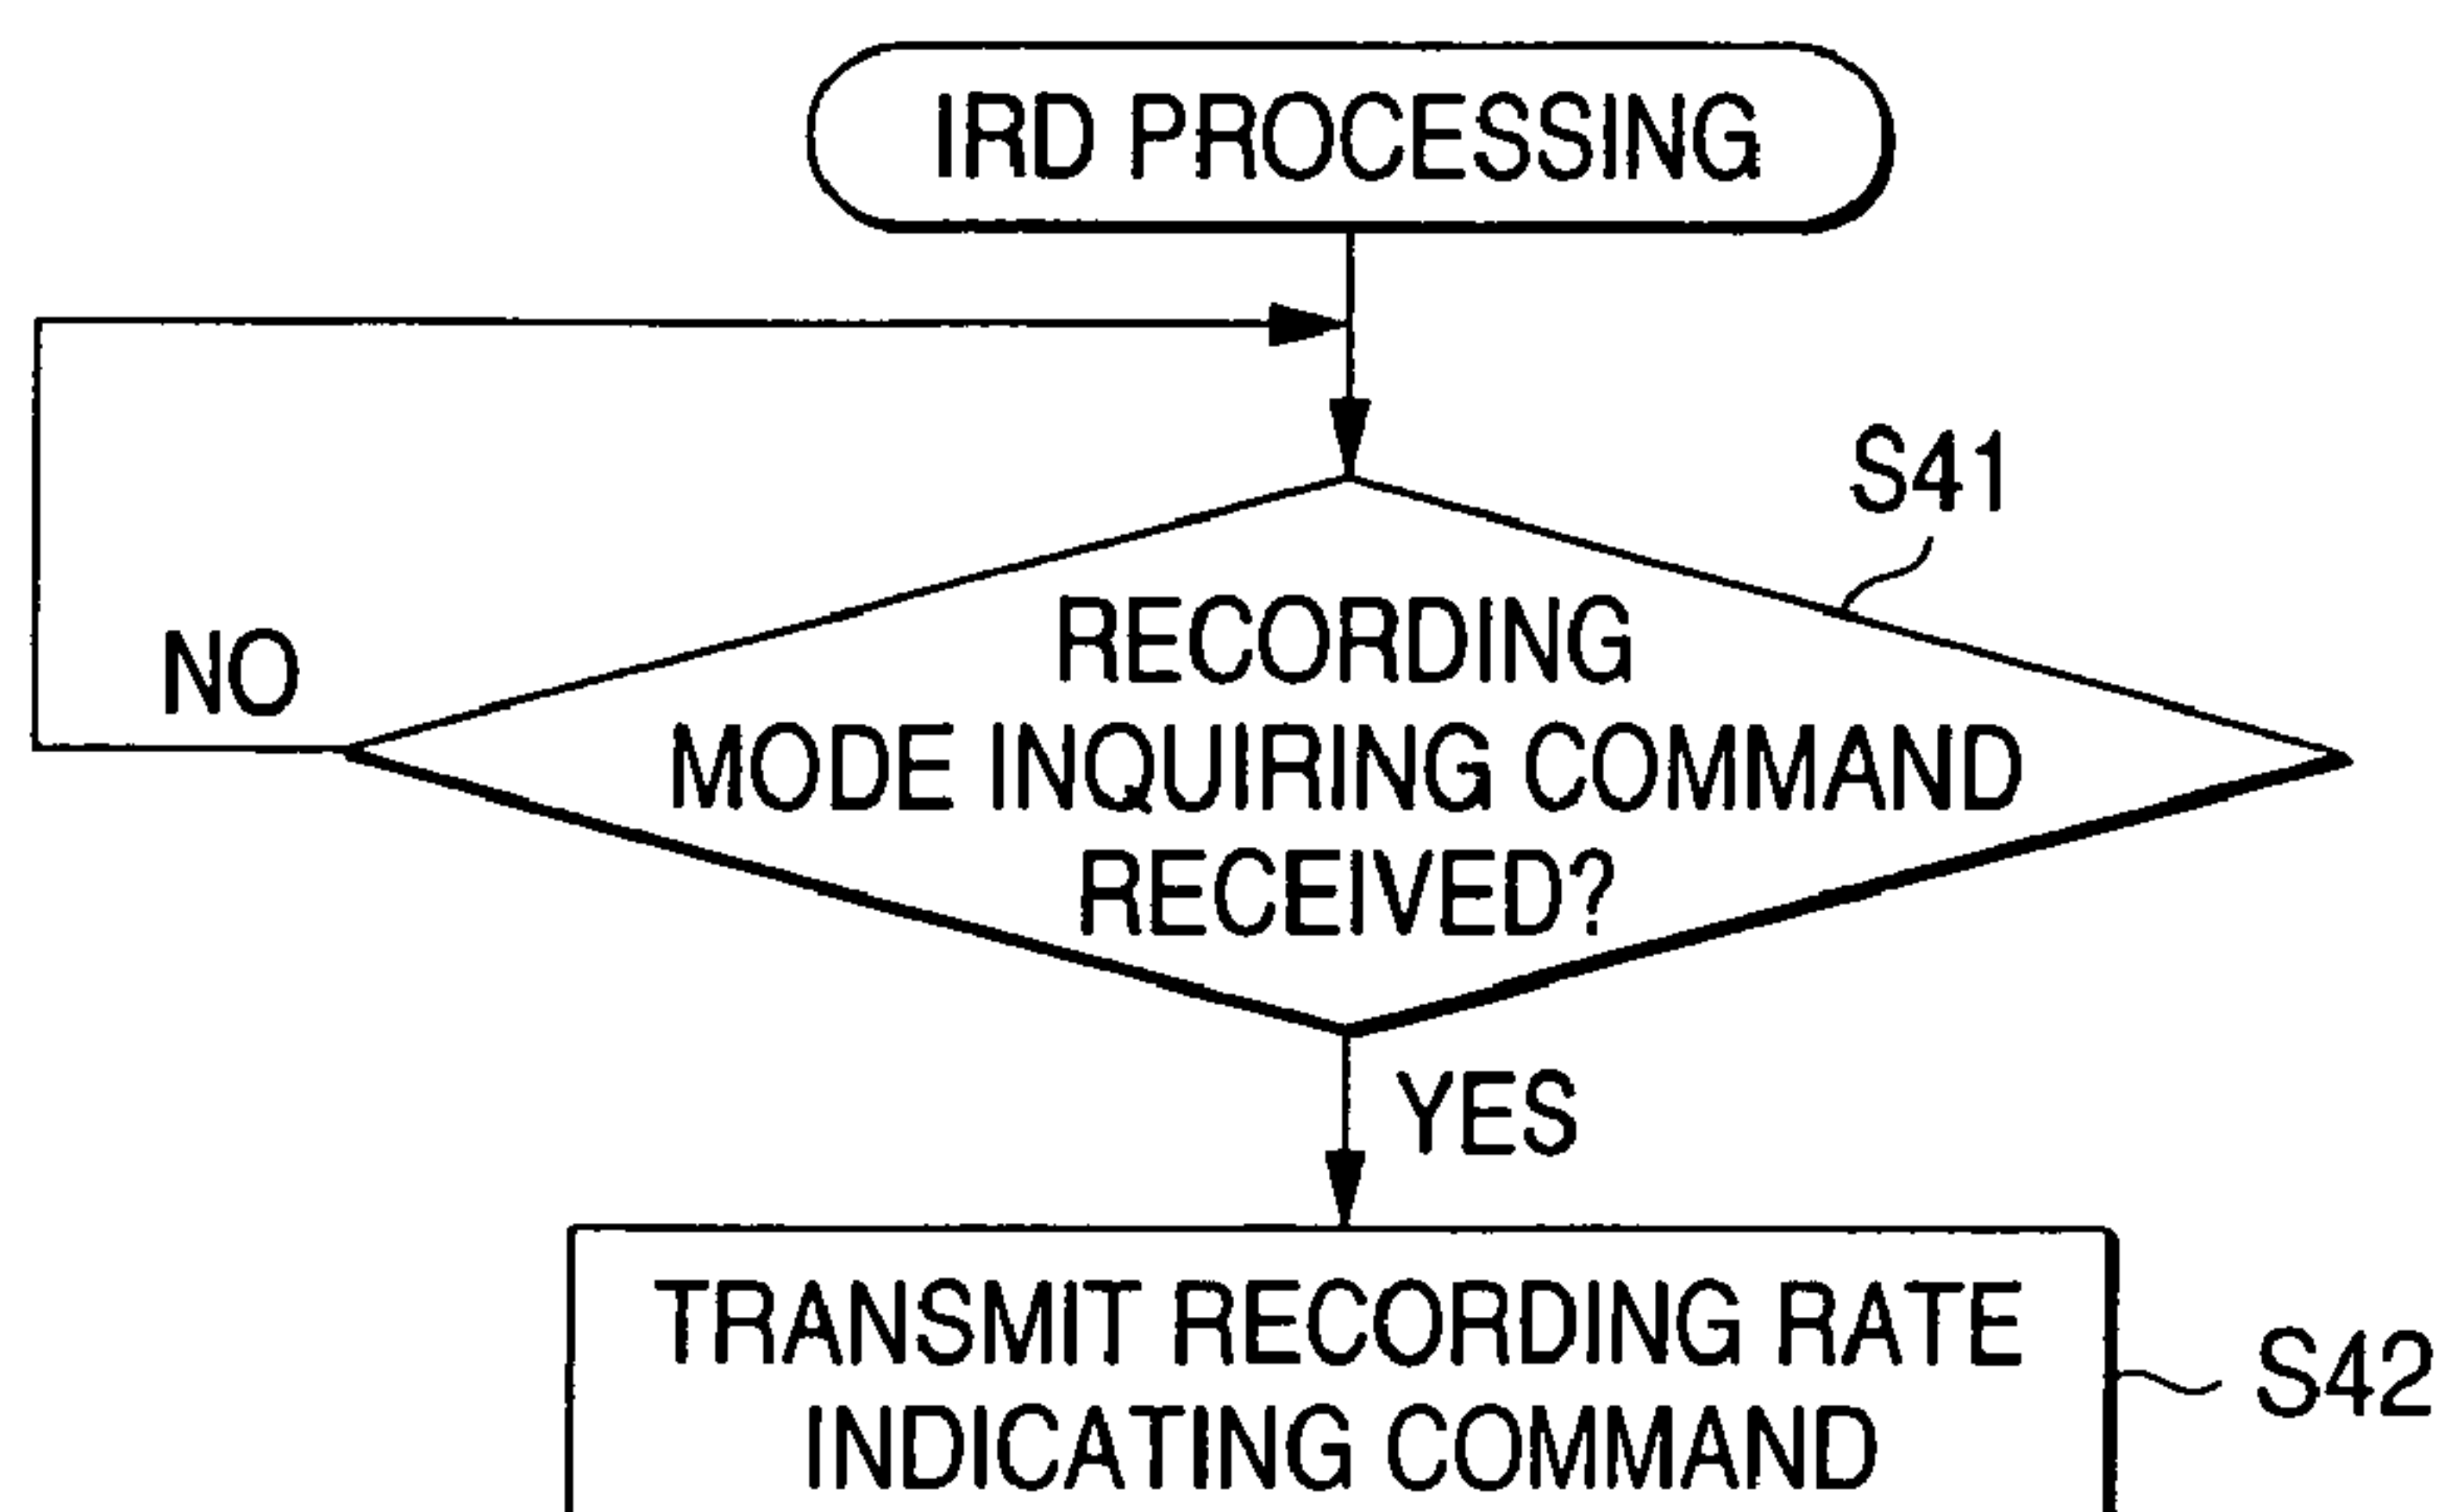 IRD PROCESSING
S41
RECORDING
MODE INQUIRING COMMAND
RECEIVED?
NO
YES
TRANSMIT RECORDING RATE
INDICATING COMMAND
S42